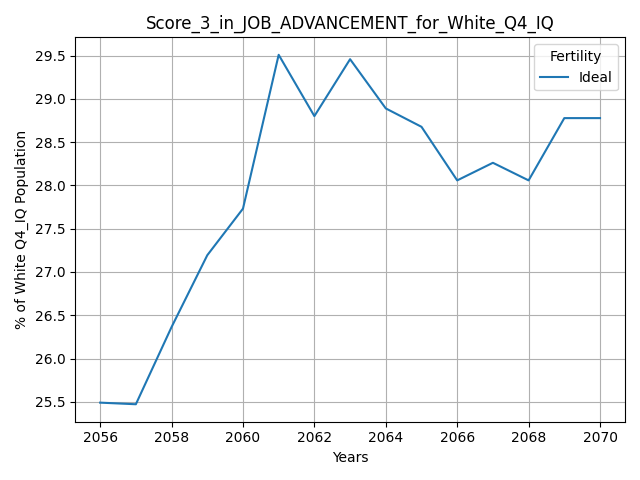 Score_3_in_JOB_ADVANCEMENT_for_White_Q4_IQ
Fertility
Ideal
% of White Q4_IQ Population
29.5
29.0
28.5
28.0
27.5
27.0
26.5
26.0
25.5
2056 2058 2060 2062 2064 2066 2068 2070
Years